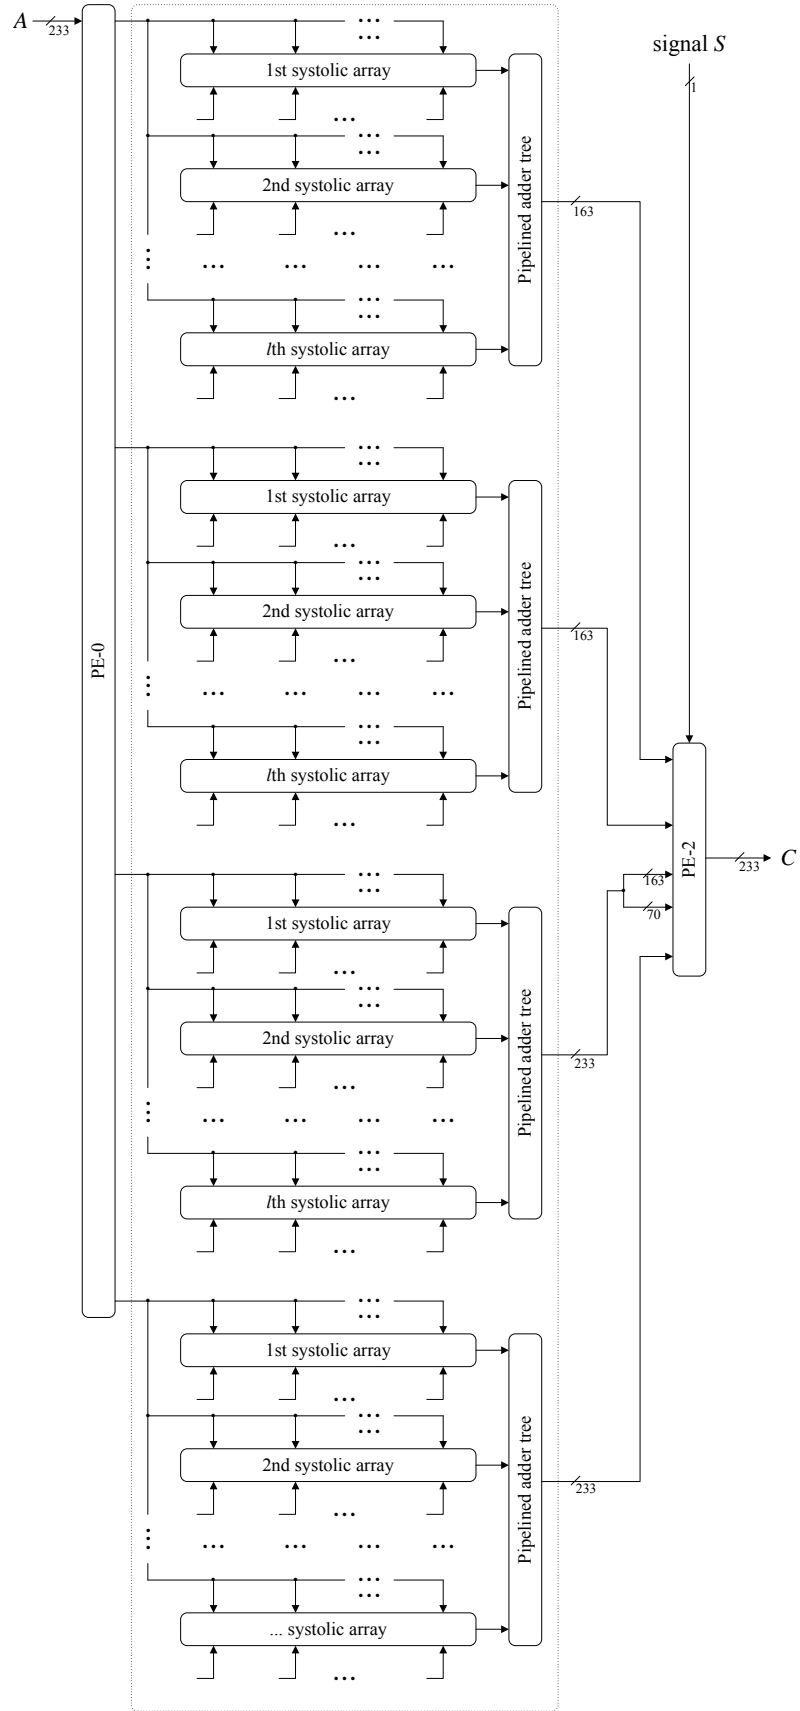 A
233
signal S
1
PE-0
1st systolic array
2nd systolic array
lth systolic array
Pipelined adder tree
163
1st systolic array
2nd systolic array
lth systolic array
Pipelined adder tree
163
1st systolic array
2nd systolic array
lth systolic array
Pipelined adder tree
233
163
70
PE-2
233
C
1st systolic array
2nd systolic array
... systolic array
Pipelined adder tree
233